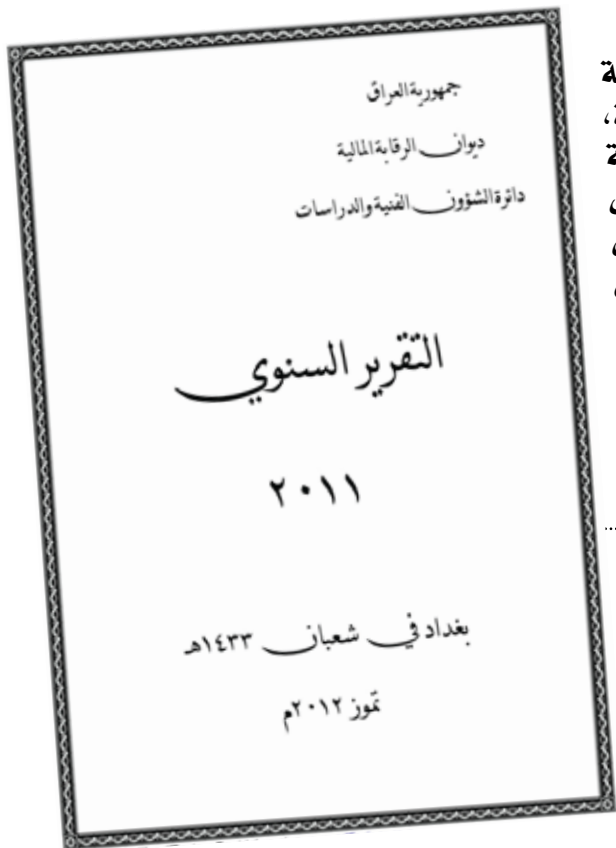 جمهورية العراق
ديوان الرقابة المالية
دائرة الشؤون الفنية والدراسات
التقرير السنوي
٢٠١١
بغداد في شعبان ١٤٣٣هـ
تموز ٢٠١٢م